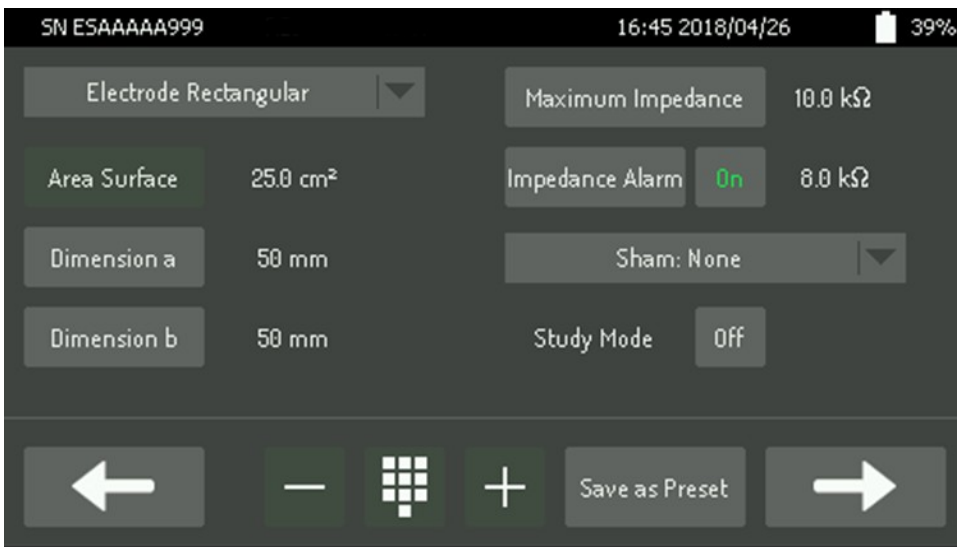 SN ESAAAAA999 16:45 2018/04/26 39%
Electrode Rectangular
Maximum Impedance 10.0 kΩ
Area Surface 25.0 cm²
Impedance Alarm On 8.0 kΩ
Dimension a 50 mm
Sham: None
Dimension b 50 mm
Study Mode Off
Save as Preset